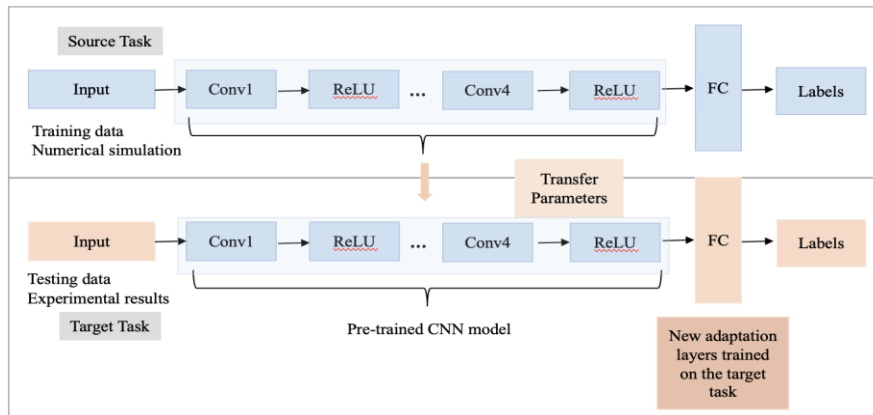 Source Task
Input
Conv1
ReLU
...
Conv4
ReLU
FC
Labels
Training data
Numerical simulation
Transfer
Parameters
Input
Conv1
ReLU
...
Conv4
ReLU
FC
Labels
Testing data
Experimental results
Target Task
Pre-trained CNN model
New adaptation
layers trained
on the target
task